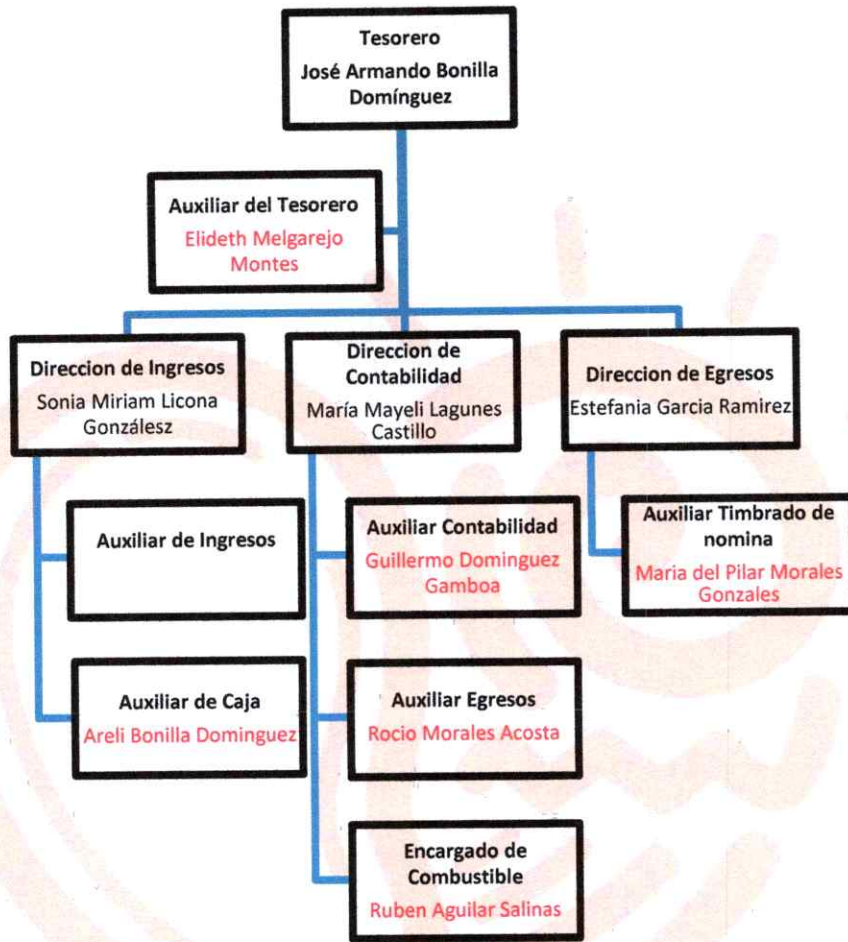 Tesorero
José Armando Bonilla
Domínguez
Auxiliar del Tesorero
Elideth Melgarejo
Montes
Direccion de Ingresos
Sonia Miriam Licona
Gonzálesz
Direccion de
Contabilidad
María Mayeli Lagunes
Castillo
Direccion de Egresos
Estefania Garcia Ramirez
Auxiliar de Ingresos
Auxiliar Contabilidad
Guillermo Dominguez
Gamboa
Auxiliar Timbrado de
nomina
Maria del Pilar Morales
Gonzales
Auxiliar de Caja
Areli Bonilla Dominguez
Auxiliar Egresos
Rocio Morales Acosta
Encargado de
Combustible
Ruben Aguilar Salinas